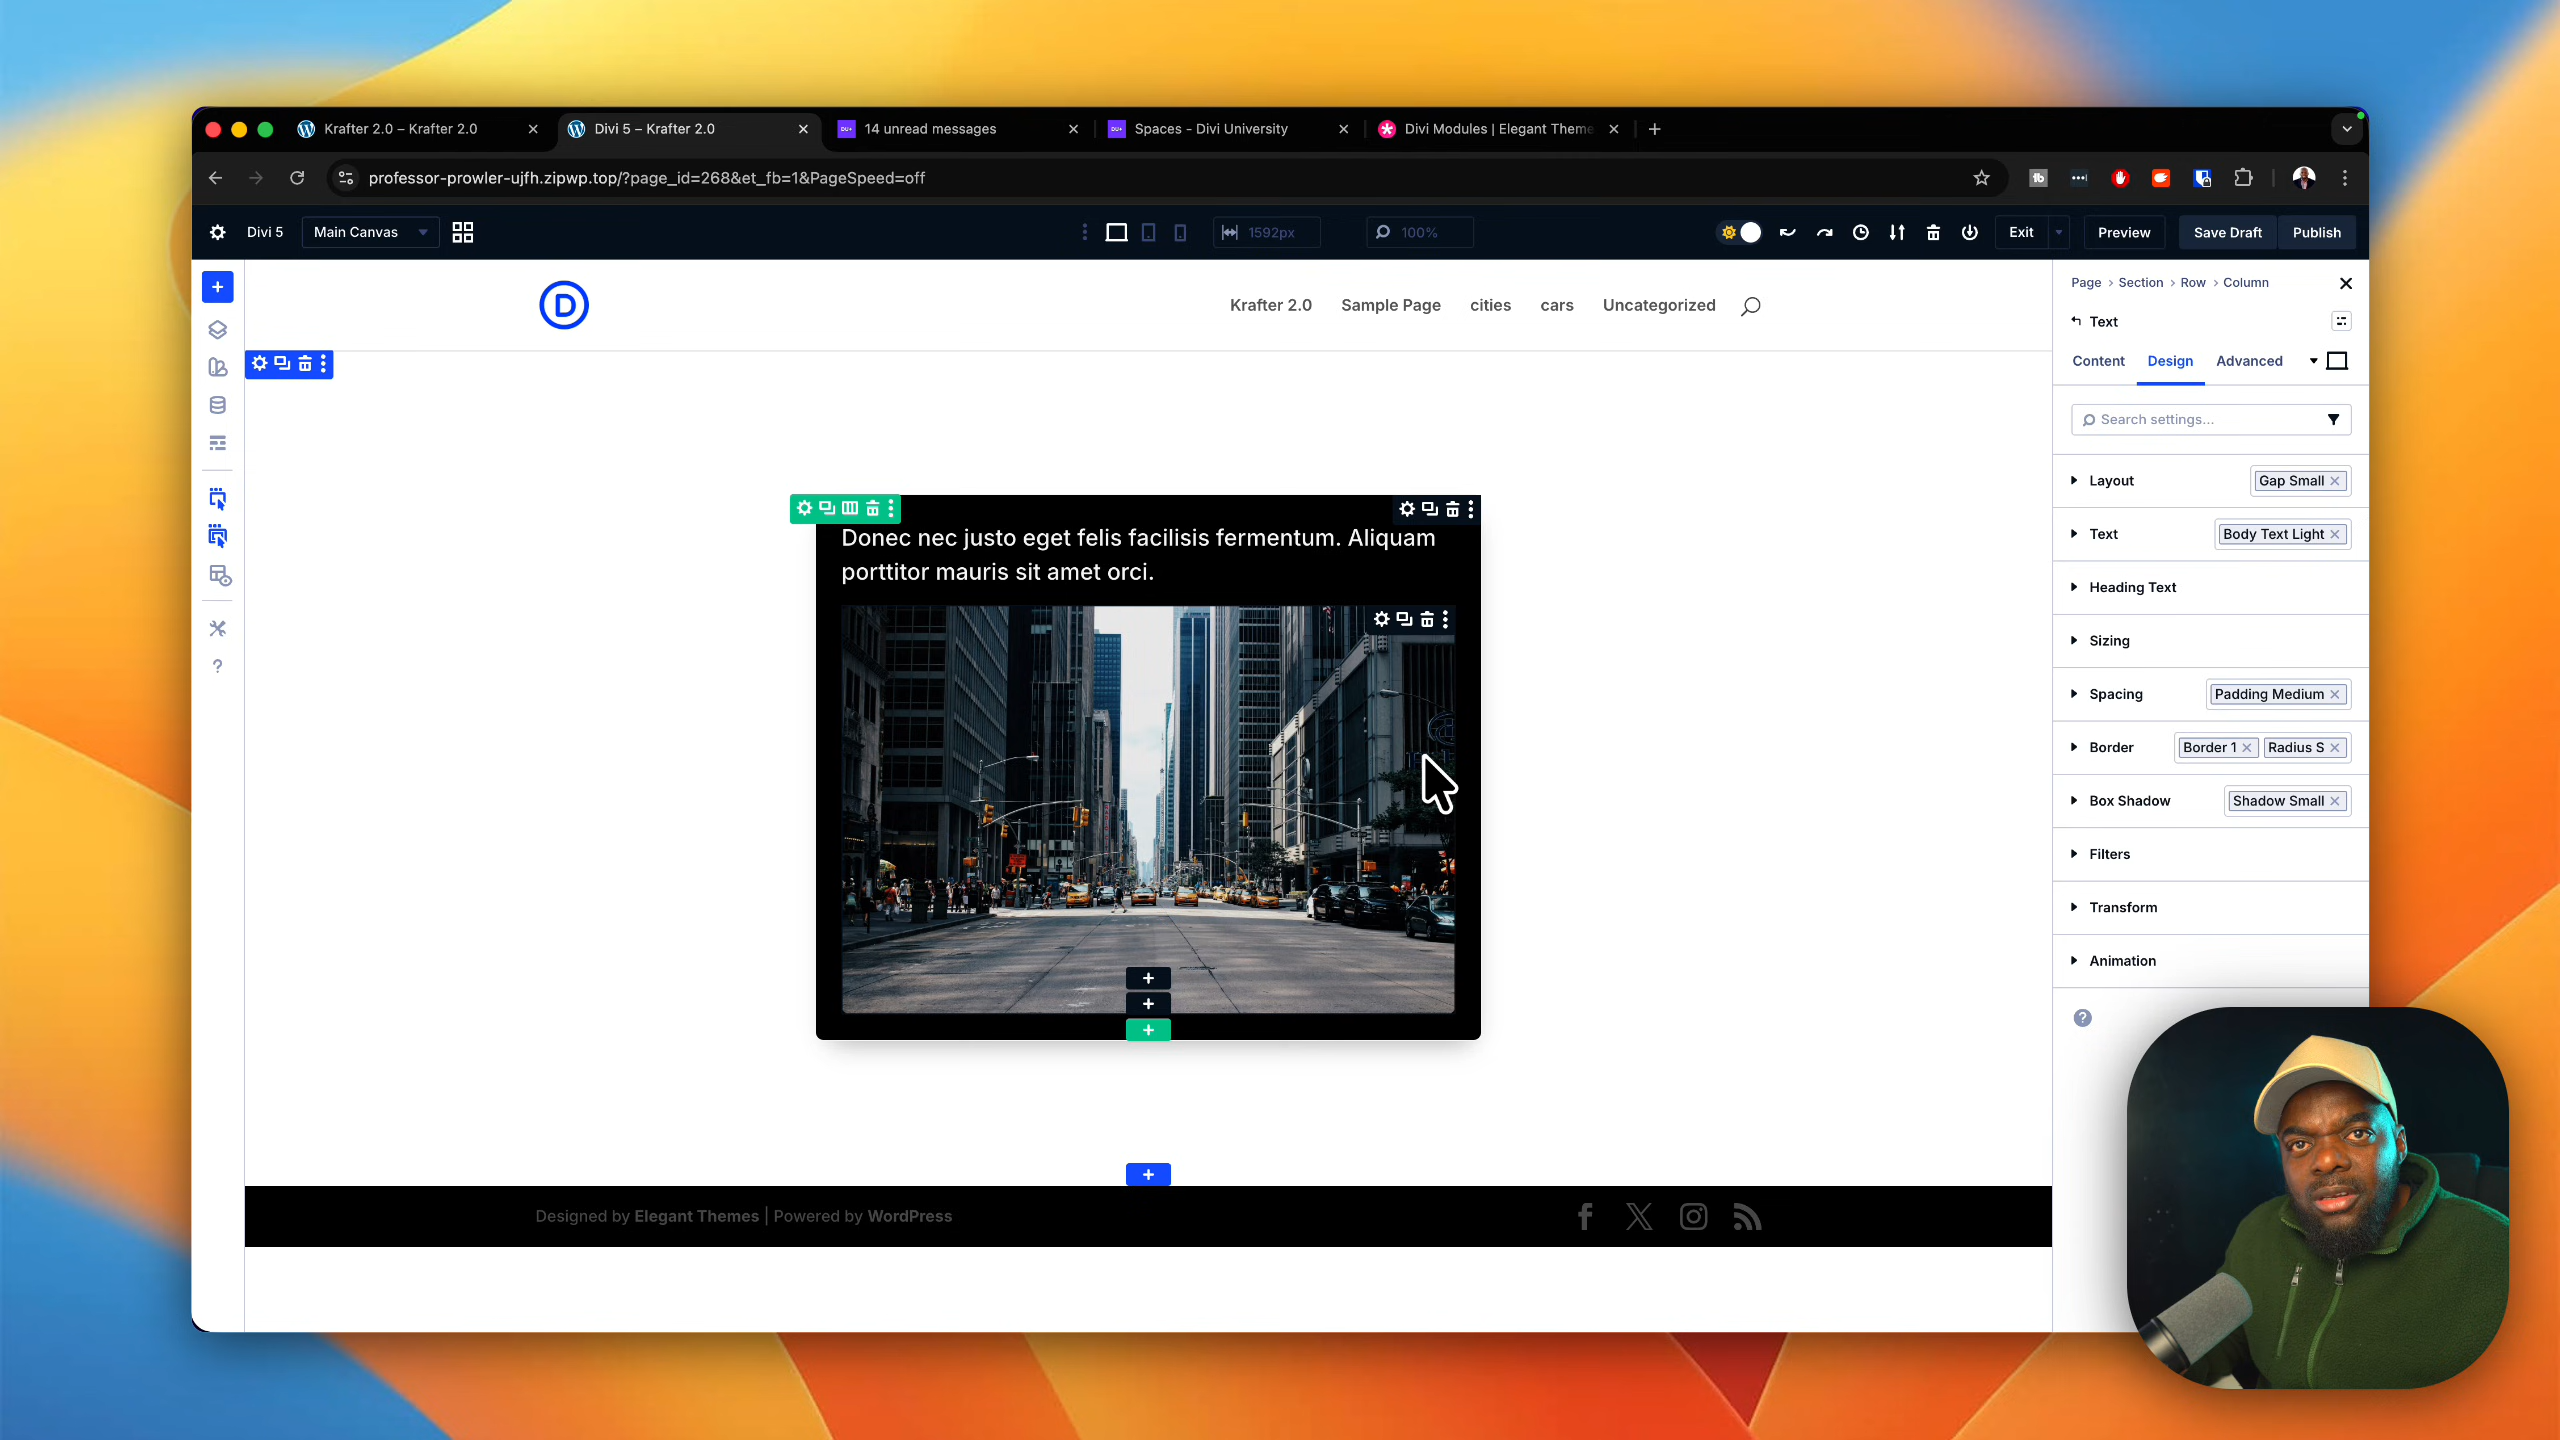 Krafter 2.0 – Krafter 2.0
Divi 5 – Krafter 2.0
14 unread messages
Spaces - Divi University
Divi Modules | Elegant Theme
professor-prowler-ujfh.zipwp.top/?page_id=268&et_fb=1&PageSpeed=off
Divi 5
Main Canvas
1592px
100%
Exit
Preview
Save Draft
Publish
Krafter 2.0
Sample Page
cities
cars
Uncategorized
Page > Section > Row > Column
Text
Content
Design
Advanced
Search settings...
Layout
Gap Small
Text
Body Text Light
Heading Text
Sizing
Spacing
Padding Medium
Border
Border 1
Radius S
Box Shadow
Shadow Small
Filters
Transform
Animation
Donec nec justo eget felis facilisis fermentum. Aliquam
porttitor mauris sit amet orci.
Designed by Elegant Themes | Powered by WordPress